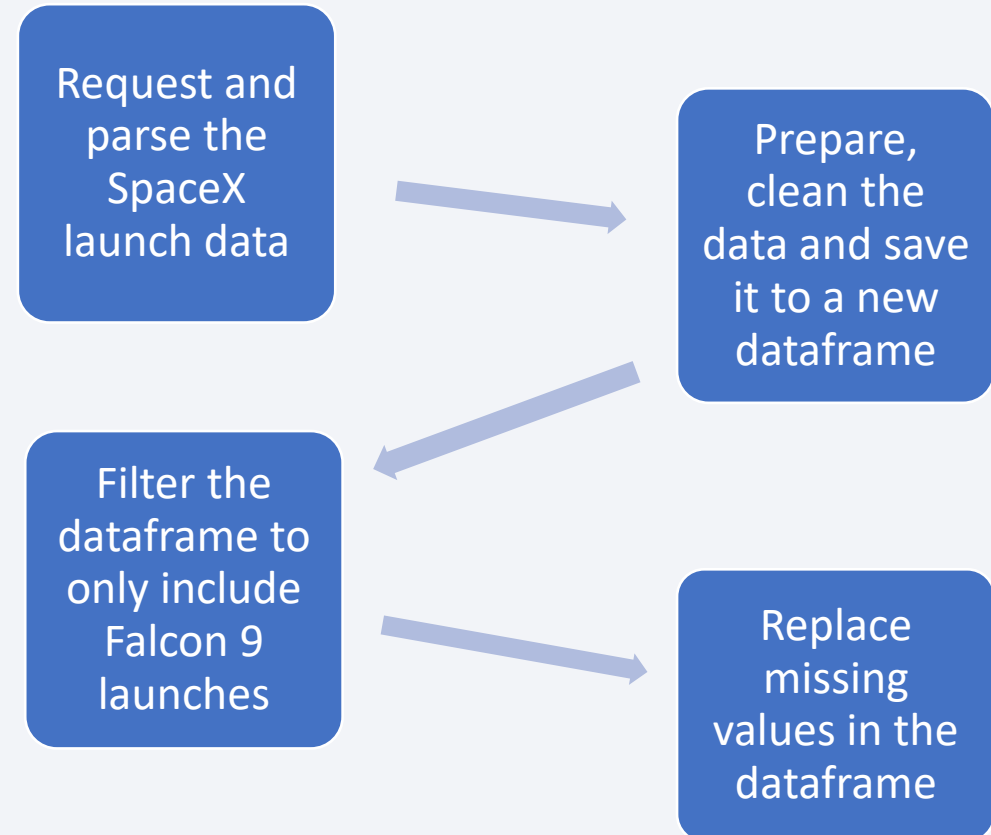 Request and
parse the
SpaceX
launch data
Prepare,
clean the
data and save
it to a new
dataframe
Filter the
dataframe to
only include
Falcon 9
launches
Replace
missing
values in the
dataframe